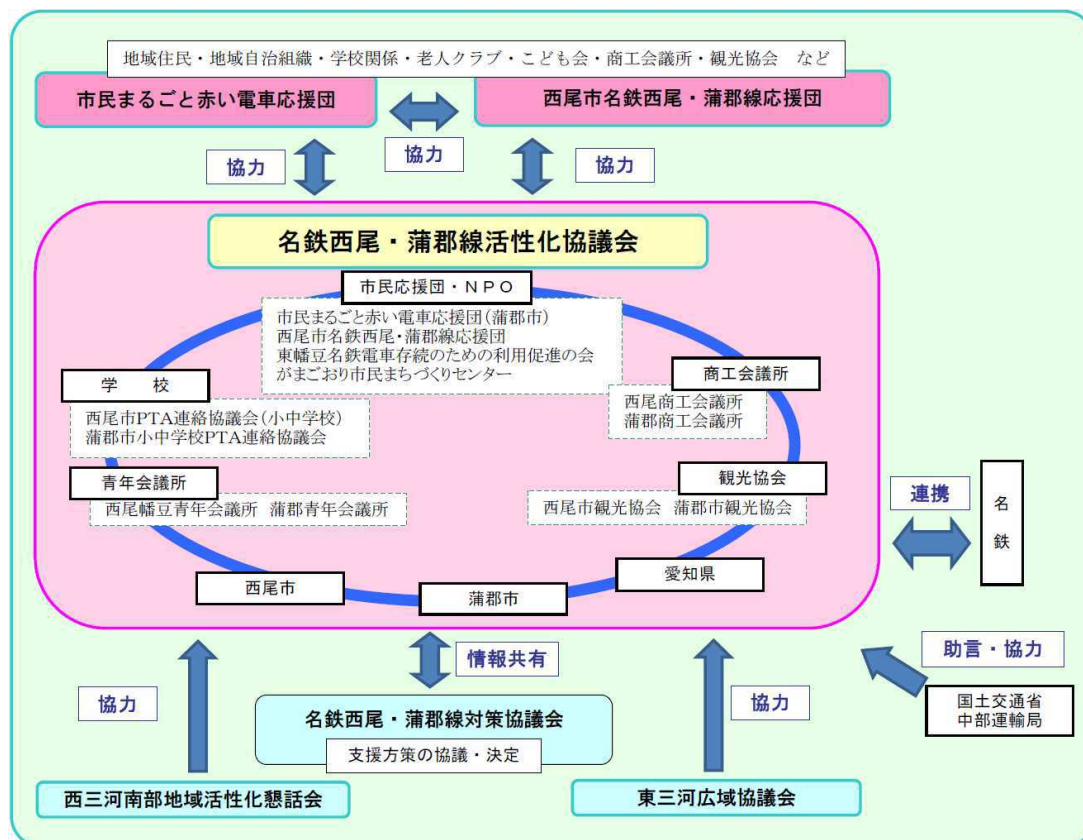 地域住民・地域自治組織・学校関係・老人クラブ・こども会・商工会議所・観光協会　など
市民まるごと赤い電車応援団
西尾市名鉄西尾・蒲郡線応援団
協力
協力
協力
名鉄西尾・蒲郡線活性化協議会
市民応援団・ＮＰＯ
市民まるごと赤い電車応援団(蒲郡市)
西尾市名鉄西尾・蒲郡線応援団
東幡豆名鉄電車存続のための利用促進の会
がまごおり市民まちづくりセンター
学　校
西尾市PTA連絡協議会(小中学校)
蒲郡市小中学校PTA連絡協議会
商工会議所
西尾商工会議所
蒲郡商工会議所
青年会議所
西尾幡豆青年会議所　蒲郡青年会議所
観光協会
西尾市観光協会　蒲郡市観光協会
西尾市
蒲郡市
愛知県
連携
名
鉄
協力
情報共有
協力
助言・協力
国土交通省
中部運輸局
名鉄西尾・蒲郡線対策協議会
支援方策の協議・決定
西三河南部地域活性化懇話会
東三河広域協議会